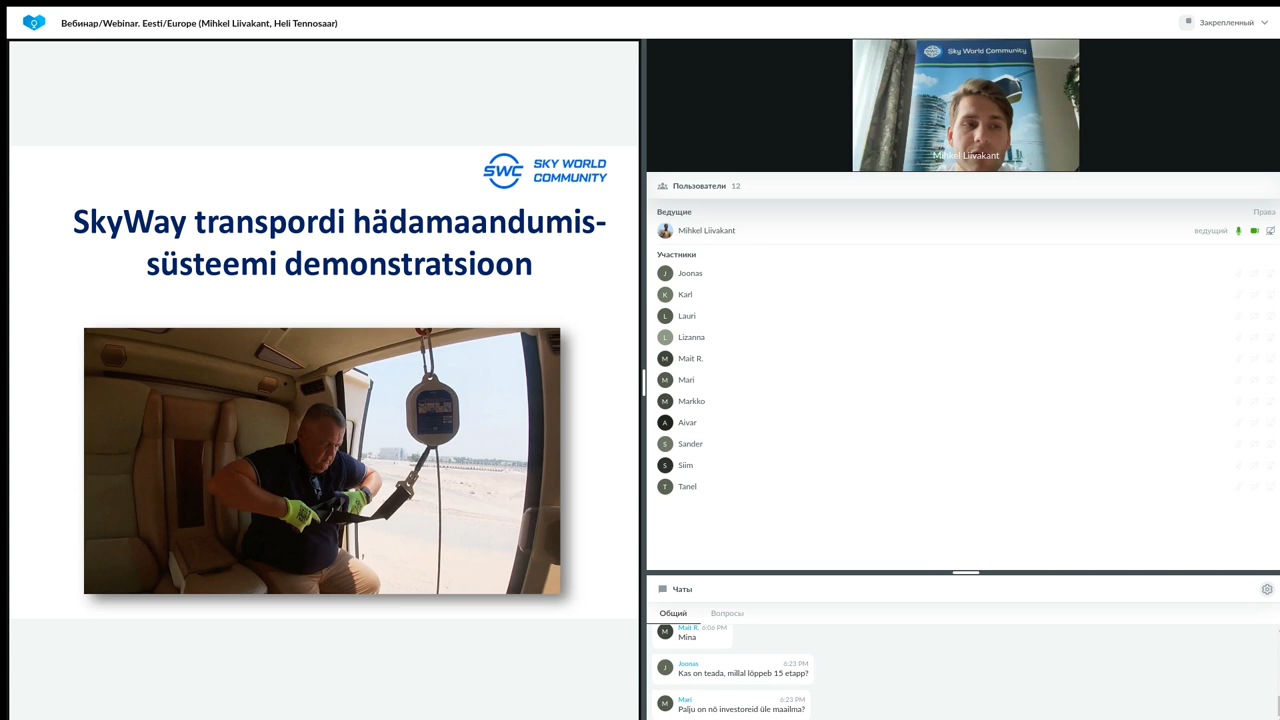 Вебинар/Webinar. Eesti/Europe (Mihkel Liivakant, Heli Tennosaar)
Закрепленный
SWC SKY WORLD
COMMUNITY
SkyWay transpordi hädamaandumis-
süsteemi demonstratsioon
Sky World Community
Mihkel Liivakant
Пользователи 12
Ведущие Права
Mihkel Liivakant ведущий
Участники
J Joonas
K Karl
L Lauri
L Lizanna
M Mait R.
M Mari
M Markko
A Aivar
S Sander
S Siim
T Tanel
Чаты
Общий Вопросы
M Mait R. 6:06 PM
Mina
J Joonas 6:23 PM
Kas on teada, millal lõppeb 15 etapp?
M Mari 6:23 PM
Palju on nö investoreid üle maailma?